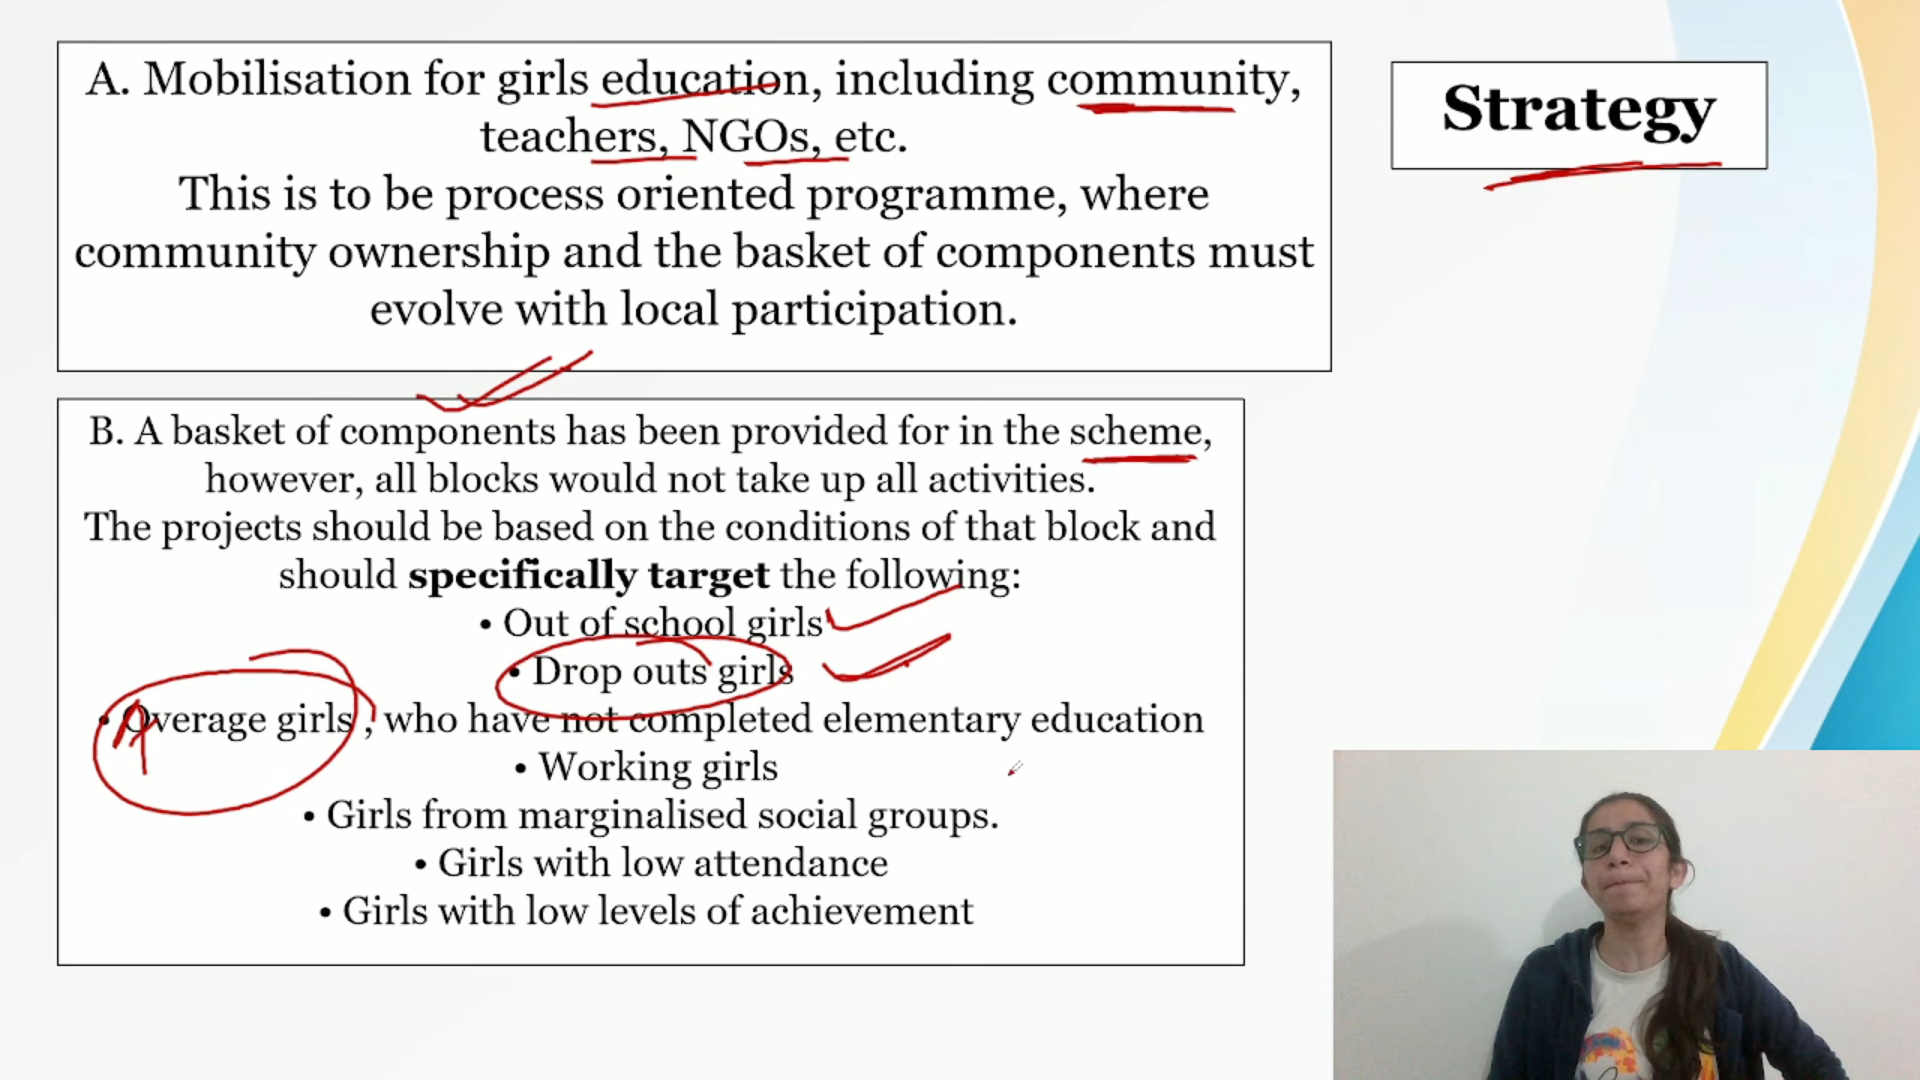 A. Mobilisation for girls education, including community,
teachers, NGOs, etc.
This is to be process oriented programme, where
community ownership and the basket of components must
evolve with local participation.
Strategy
B. A basket of components has been provided for in the scheme,
however, all blocks would not take up all activities.
The projects should be based on the conditions of that block and
should specifically target the following:
• Out of school girls
• Drop outs girls
• Overage girls , who have not completed elementary education
A
• Working girls
• Girls from marginalised social groups.
• Girls with low attendance
• Girls with low levels of achievement